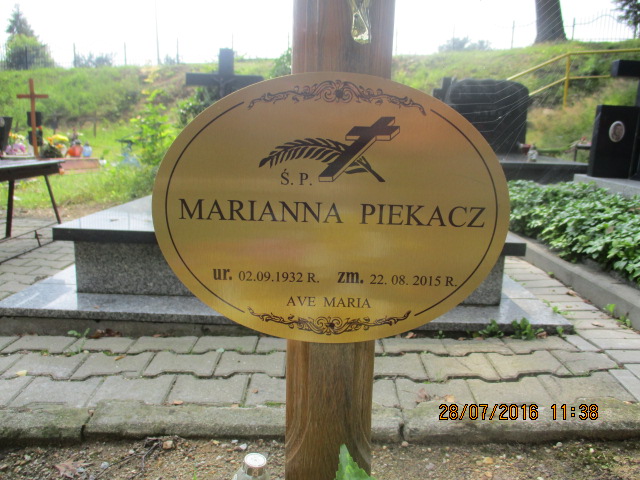 Ś. P.
MARIANNA PIEKACZ
ur. 02.09.1932 R. zm. 22. 08. 2015 R.
AVE MARIA
28/07/2016 11:38